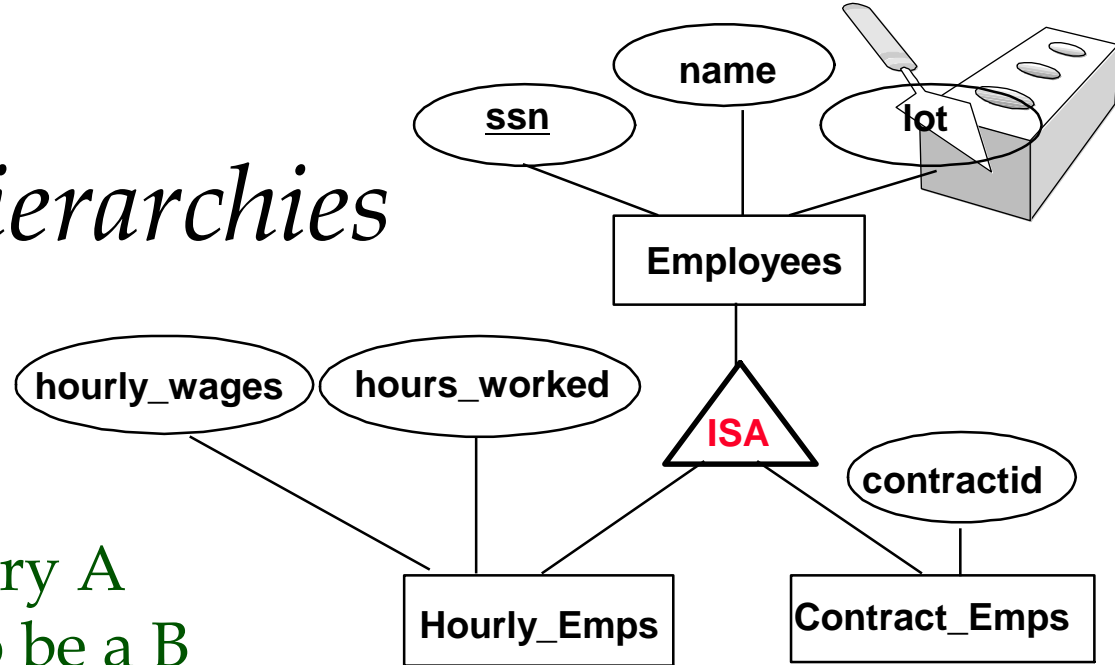 name
ssn
lot
ierarchies
Employees
hourly_wages
hours_worked
ISA
contractid
ry A
Hourly_Emps
Contract_Emps
be a B